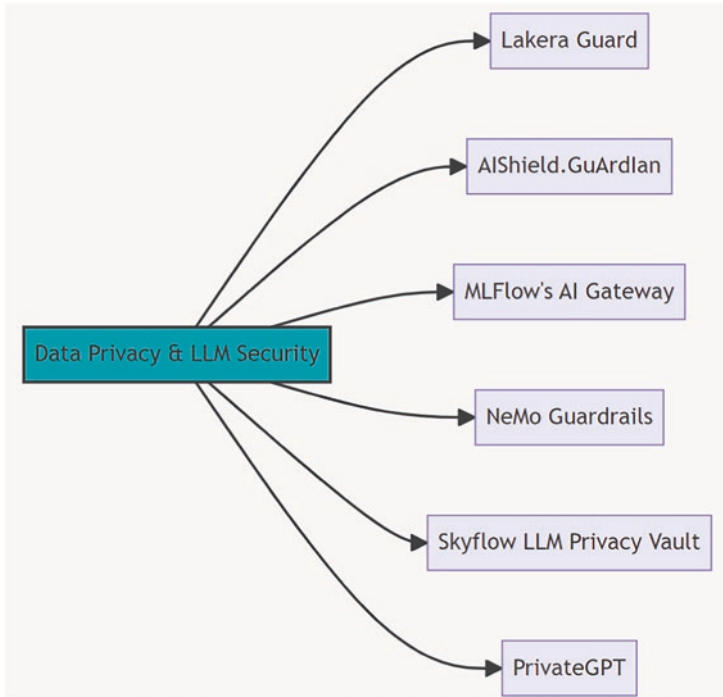 Lakera Guard
AIShield.GuArdIan
MLFlow's AI Gateway
Data Privacy & LLM Security
NeMo Guardrails
Skyflow LLM Privacy Vault
PrivateGPT